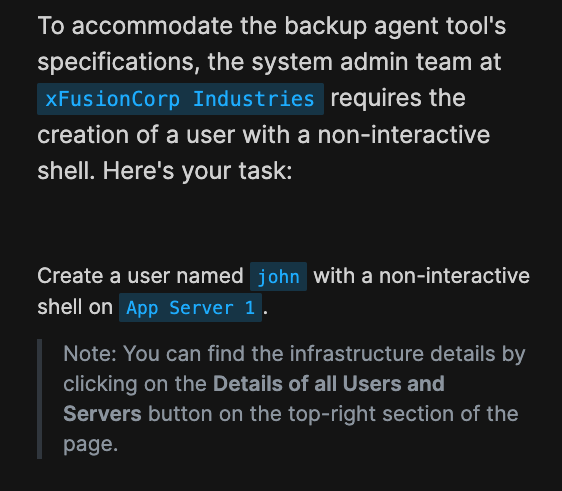 To accommodate the backup agent tool's
specifications, the system admin team at
xFusionCorp Industries requires the
creation of a user with a non-interactive
shell. Here's your task:
Create a user named john with a non-interactive
shell on App Server 1.
Note: You can find the infrastructure details by
clicking on the Details of all Users and
Servers button on the top-right section of the
page.